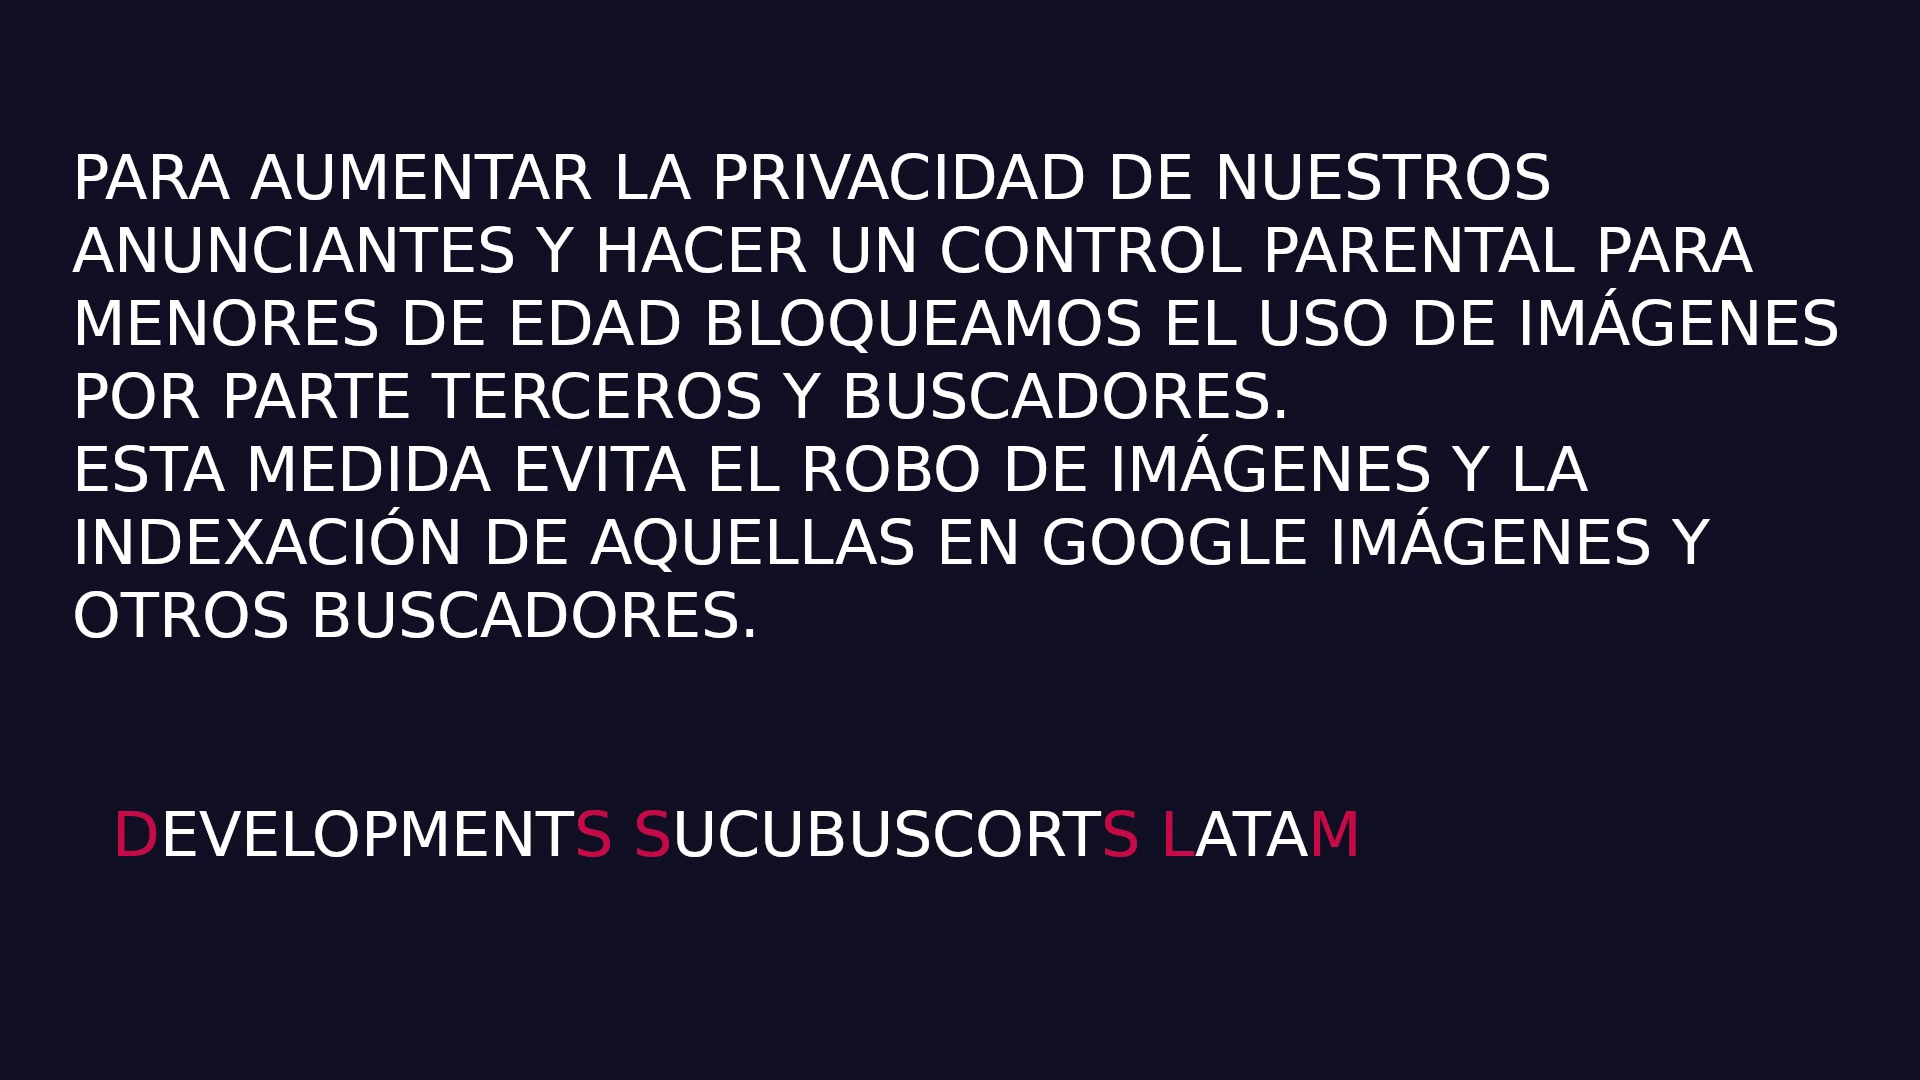 PARA AUMENTAR LA PRIVACIDAD DE NUESTROS
ANUNCIANTES Y HACER UN CONTROL PARENTAL PARA
MENORES DE EDAD BLOQUEAMOS EL USO DE IMÁGENES
POR PARTE TERCEROS Y BUSCADORES.
ESTA MEDIDA EVITA EL ROBO DE IMÁGENES Y LA
INDEXACIÓN DE AQUELLAS EN GOOGLE IMÁGENES Y
OTROS BUSCADORES.
DEVELOPMENTS SUCUBUSCORTS LATAM